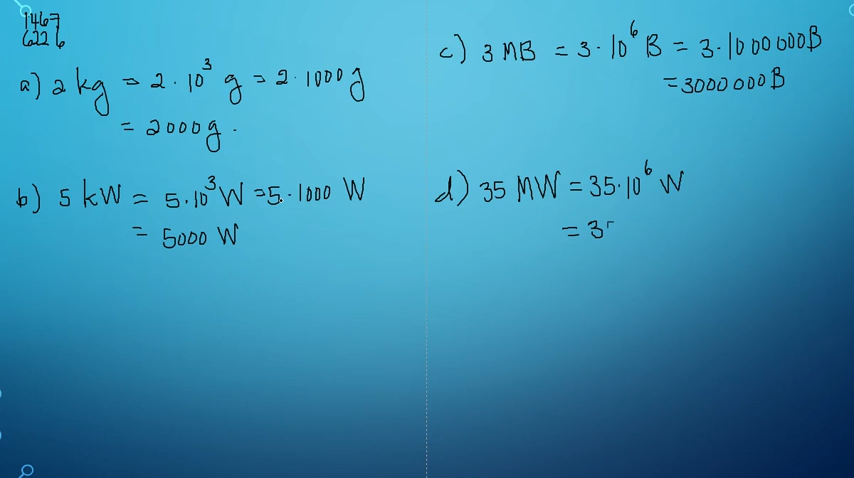 1467
6226
a) 2 kg = 2·10³ g = 2·1000 g
= 2000 g.
b) 5 kW = 5·10³ W = 5·1000 W
= 5000 W
c) 3 MB = 3·10⁶ B = 3·1000000 B
= 3000000 B
d) 35 MW = 35·10⁶ W
= 3